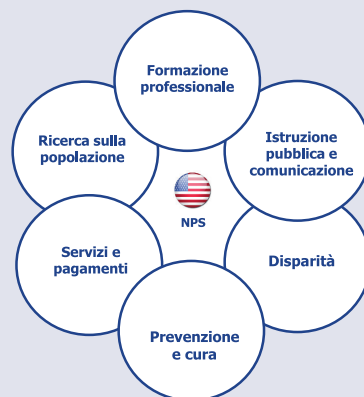 Formazione
professionale
Ricerca sulla
popolazione
Istruzione
pubblica e
comunicazione
NPS
Servizi e
pagamenti
Disparità
Prevenzione
e cura